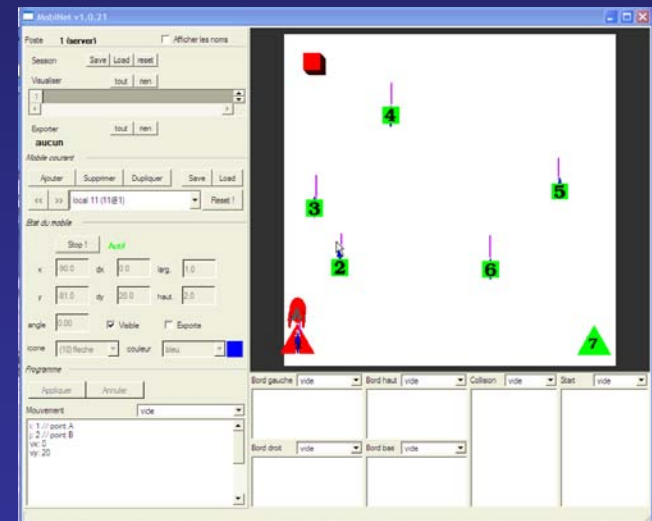 MobiNet v1.0.21
Poste 1 (server) Afficher les noms
Session Save Load reset
Visualiser tout rien
1
Exporter tout rien
aucun
Mobile courant
Ajouter Supprimer Dupliquer Save Load
<< >> local 11 (11@1) Reset !
Etat du mobile
Stop ! Actif
x 90.0 dx 0.0 larg. 1.0
y 81.0 dy 20.0 haut. 2.0
angle 0.00 Visible Exporte
icone (10) fleche couleur bleu
Programme
Appliquer Annuler
Mouvement vide
i: 1 // pont A
j: 2 // pont B
vx: 0
vy: 20
4
5
3
2
6
7
Bord gauche vide Bord haut vide Collision vide Start vide
Bord droit vide Bord bas vide